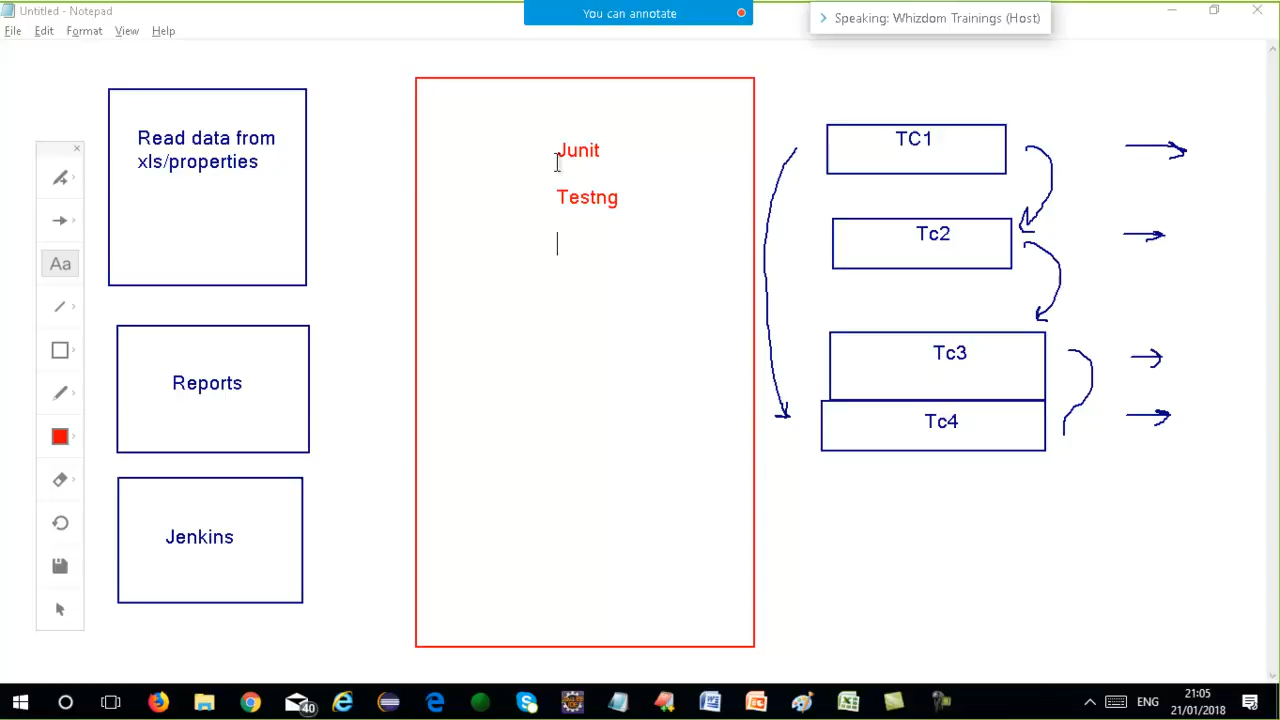 Untitled - Notepad
You can annotate
Speaking: Whizdom Trainings (Host)
File Edit Format View Help
Read data from
xls/properties
Reports
Jenkins
Aa
Junit
Testng
TC1
Tc2
Tc3
Tc4
40
ENG
21:05
21/01/2018